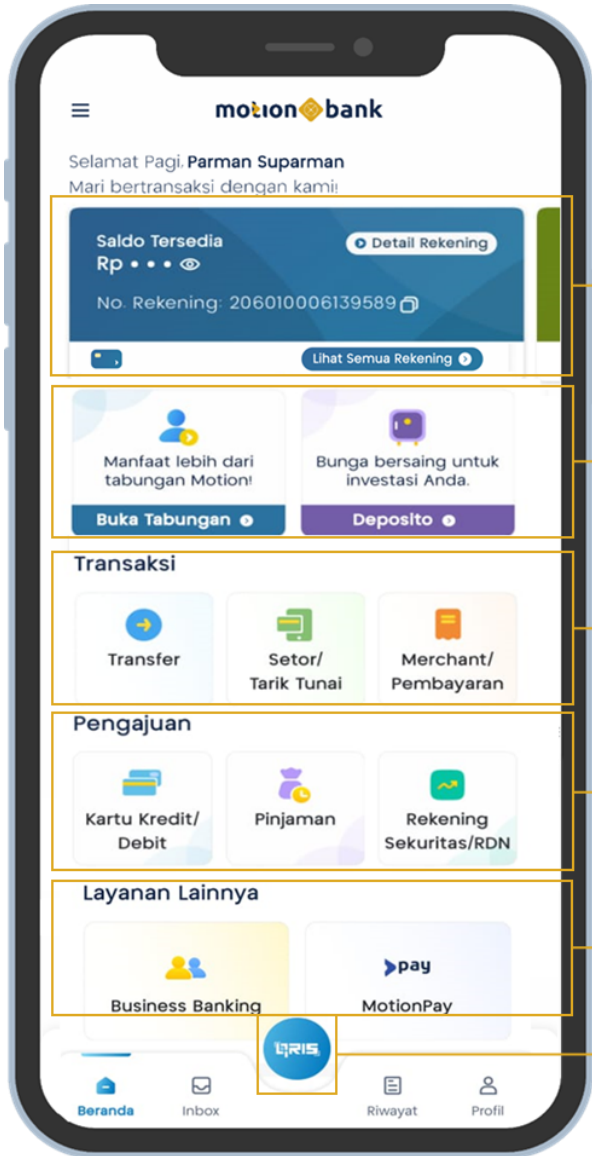 motion bank
Selamat Pagi, Parman Suparman
Mari bertransaksi dengan kami!
Saldo Tersedia
Detail Rekening
Rp • • •
No. Rekening: 206010006139589
Lihat Semua Rekening
Manfaat lebih dari
tabungan Motion!
Buka Tabungan
Bunga bersaing untuk
investasi Anda.
Deposito
Transaksi
Transfer
Setor/
Tarik Tunai
Merchant/
Pembayaran
Pengajuan
Kartu Kredit/
Debit
Pinjaman
Rekening
Sekuritas/RDN
Layanan Lainnya
Business Banking
pay
MotionPay
QRIS
Beranda
Inbox
Riwayat
Profil